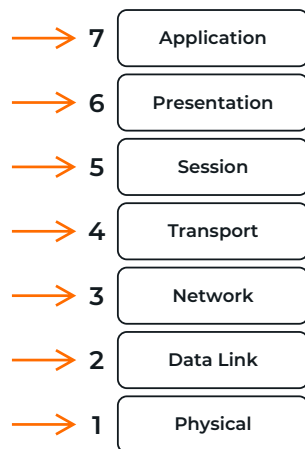 7 Application
6 Presentation
5 Session
4 Transport
3 Network
2 Data Link
1 Physical